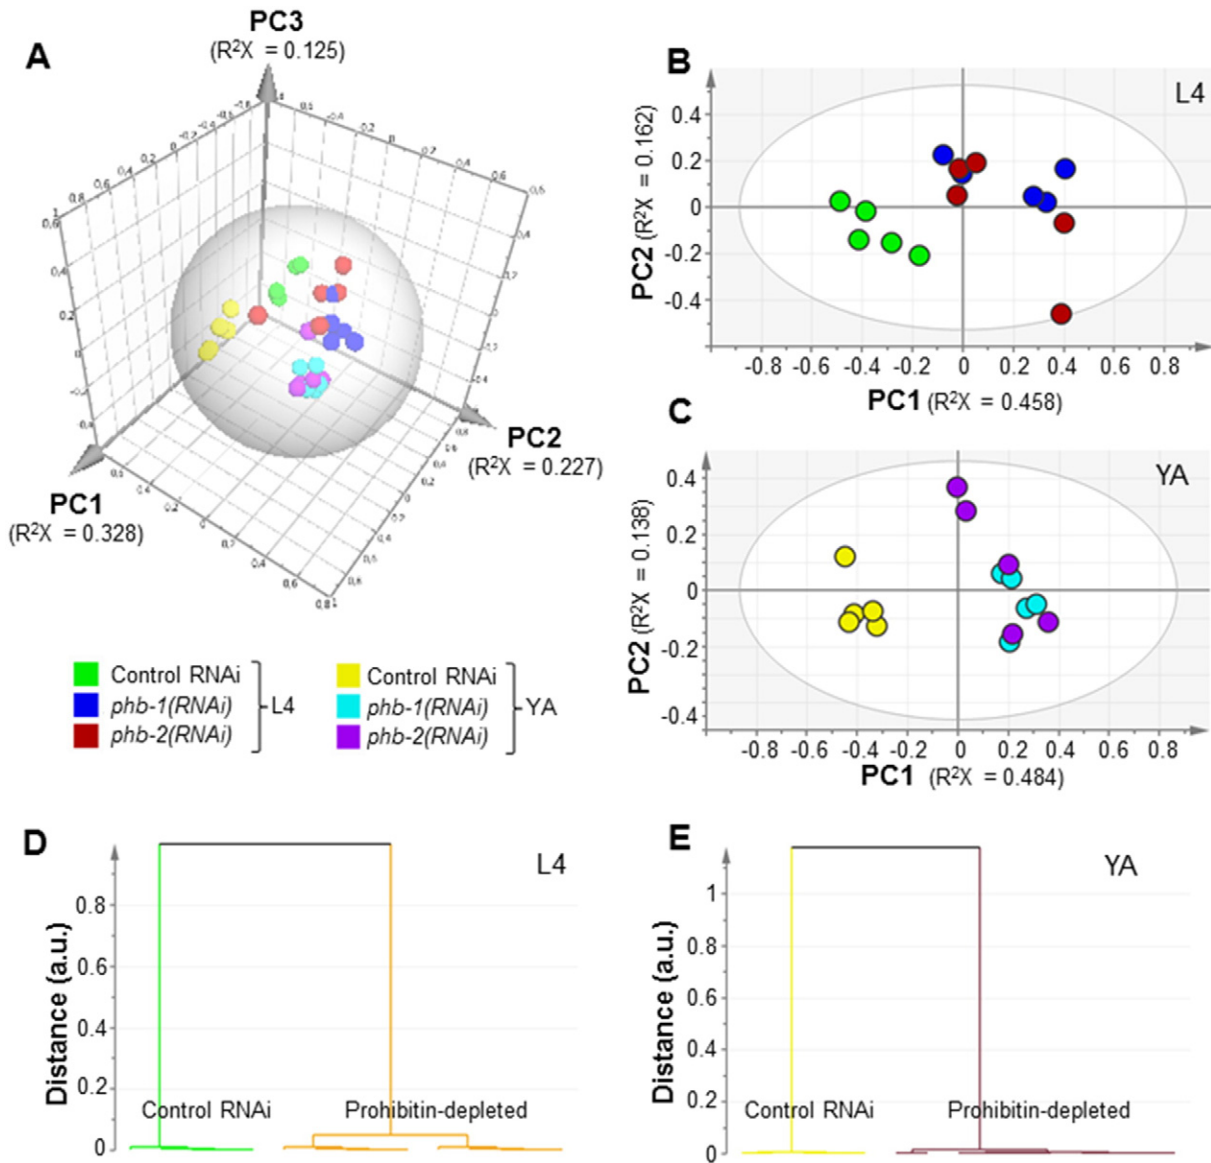 A
PC3
(R²X = 0.125)
PC2
(R²X = 0.227)
PC1
(R²X = 0.328)
Control RNAi
phb-1(RNAi)
phb-2(RNAi)
L4
Control RNAi
phb-1(RNAi)
phb-2(RNAi)
YA
B
L4
PC2 (R²X = 0.162)
0.4
0.2
0
-0.2
-0.4
-0.8 -0.6 -0.4 -0.2 0 0.2 0.4 0.6 0.8
PC1 (R²X = 0.458)
C
YA
PC2 (R²X = 0.138)
0.4
0.2
0
-0.2
-0.4
-0.8 -0.6 -0.4 -0.2 0 0.2 0.4 0.6 0.8
PC1 (R²X = 0.484)
D
L4
Distance (a.u.)
0.8
0.6
0.4
0.2
0
Control RNAi Prohibitin-depleted
E
YA
Distance (a.u.)
1
0.8
0.6
0.4
0.2
0
Control RNAi Prohibitin-depleted